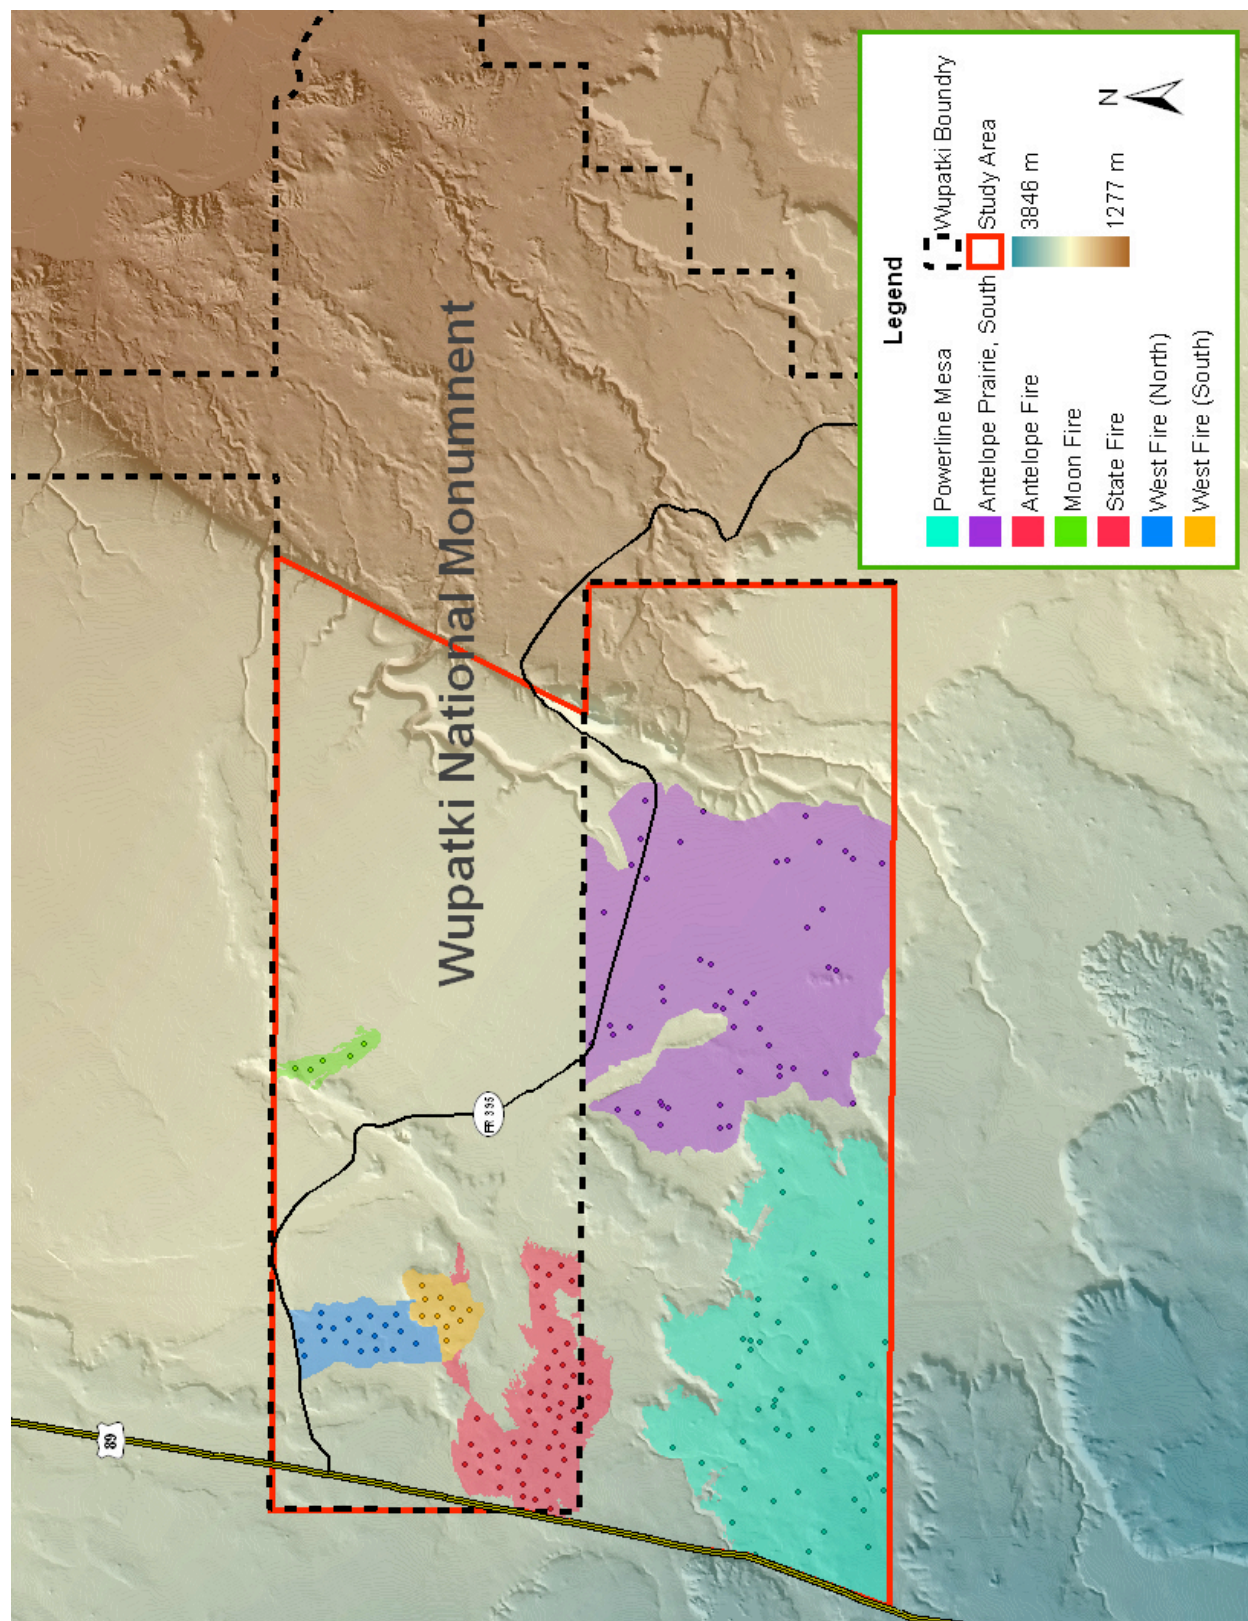 Wupatki National Monumnent
89
FR 395
Legend
Powerline Mesa
Antelope Prairie, South
Antelope Fire
Moon Fire
State Fire
West Fire (North)
West Fire (South)
Wupatki Boundry
Study Area
3846 m
1277 m
N